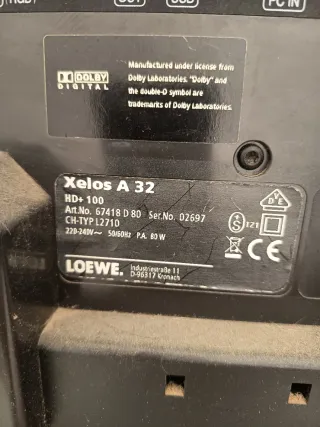 PC IN
DOLBY
DIGITAL
Manufactured under license from
Dolby Laboratories. "Dolby" and
the double-D symbol are
trademarks of Dolby Laboratories.
Xelos A 32
HD+ 100
Art.No. 67418 D 80 Ser.No. 02697
CH-TYP L2710
220-240V~ 50/60Hz P.A. 80 W
LOEWE.
Industriestraße 11
D-96317 Kronach